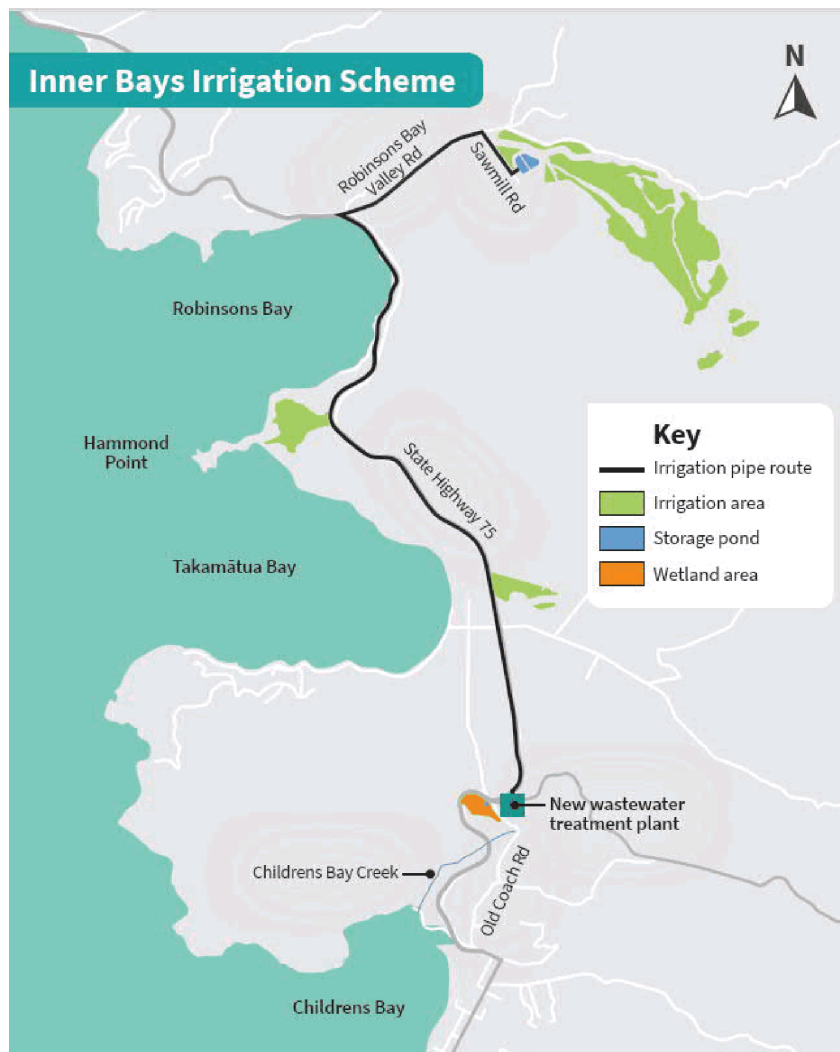 Inner Bays Irrigation Scheme
N
Robinsons Bay
Valley Rd
Sawmill Rd
Robinsons Bay
Hammond
Point
State Highway 75
Key
Irrigation pipe route
Irrigation area
Storage pond
Wetland area
Takamātua Bay
New wastewater
treatment plant
Childrens Bay Creek
Old Coach Rd
Childrens Bay